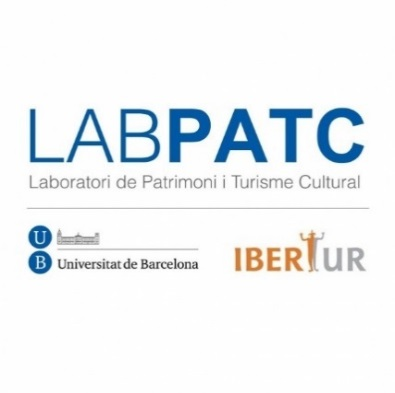 LABPATC
Laboratori de Patrimoni i Turisme Cultural
U
B Universitat de Barcelona
IBERTUR